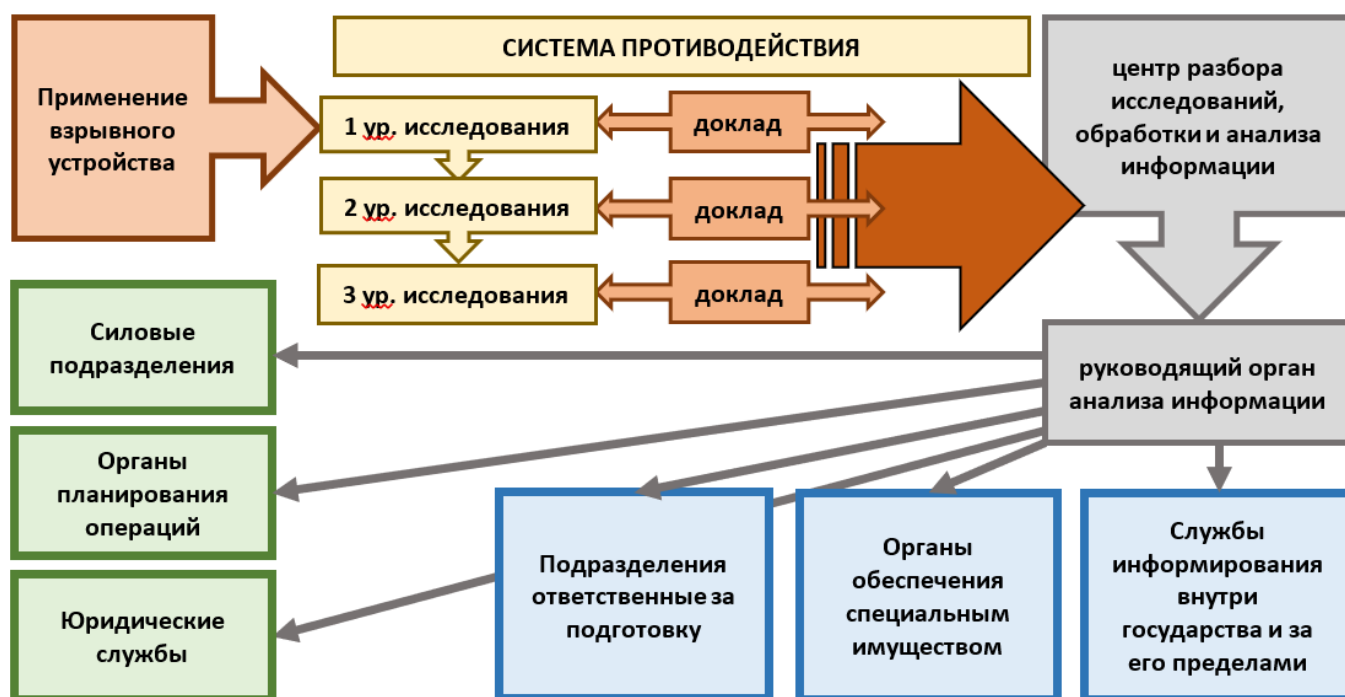 Применение
взрывного
устройства
СИСТЕМА ПРОТИВОДЕЙСТВИЯ
1 ур. исследования
доклад
2 ур. исследования
доклад
3 ур. исследования
доклад
центр разбора
исследований,
обработки и анализа
информации
руководящий орган
анализа информации
Силовые
подразделения
Органы
планирования
операций
Юридические
службы
Подразделения
ответственные за
подготовку
Органы
обеспечения
специальным
имуществом
Службы
информирования
внутри
государства и за
его пределами